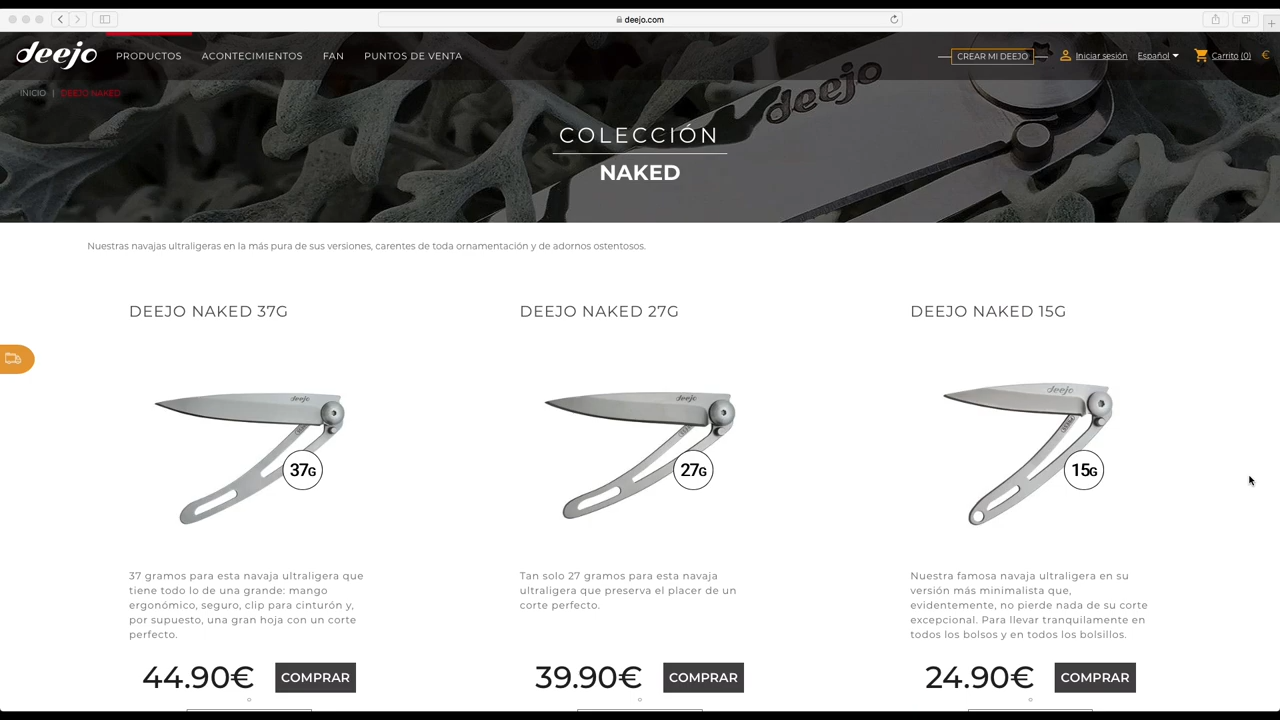 deejo.com
deejo
PRODUCTOS ACONTECIMIENTOS FAN PUNTOS DE VENTA
CREAR MI DEEJO Iniciar sesión Español Carrito (0) €
INICIO | DEEJO NAKED
deejo
COLECCIÓN
NAKED
Nuestras navajas ultraligeras en la más pura de sus versiones, carentes de toda ornamentación y de adornos ostentosos.
DEEJO NAKED 37G
deejo
37G
37 gramos para esta navaja ultraligera que
tiene todo lo de una grande: mango
ergonómico, seguro, clip para cinturón y,
por supuesto, una gran hoja con un corte
perfecto.
44.90€ COMPRAR
DEEJO NAKED 27G
deejo
27G
Tan solo 27 gramos para esta navaja
ultraligera que preserva el placer de un
corte perfecto.
39.90€ COMPRAR
DEEJO NAKED 15G
deejo
15G
Nuestra famosa navaja ultraligera en su
versión más minimalista que,
evidentemente, no pierde nada de su corte
excepcional. Para llevar tranquilamente en
todos los bolsos y en todos los bolsillos.
24.90€ COMPRAR